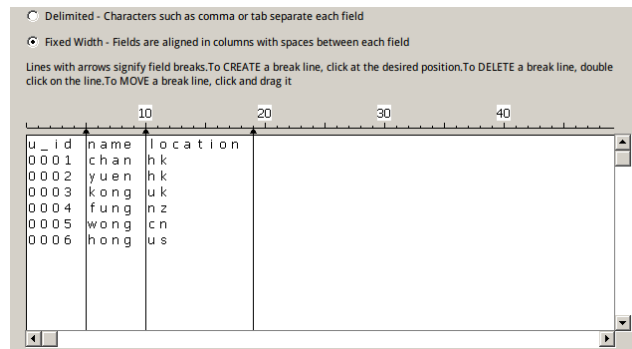 Delimited - Characters such as comma or tab separate each field
Fixed Width - Fields are aligned in columns with spaces between each field
Lines with arrows signify field breaks.To CREATE a break line, click at the desired position.To DELETE a break line, double
click on the line.To MOVE a break line, click and drag it
10 20 30 40
u_id name location
0001 chan hk
0002 yuen hk
0003 kong uk
0004 fung nz
0005 wong cn
0006 hong us